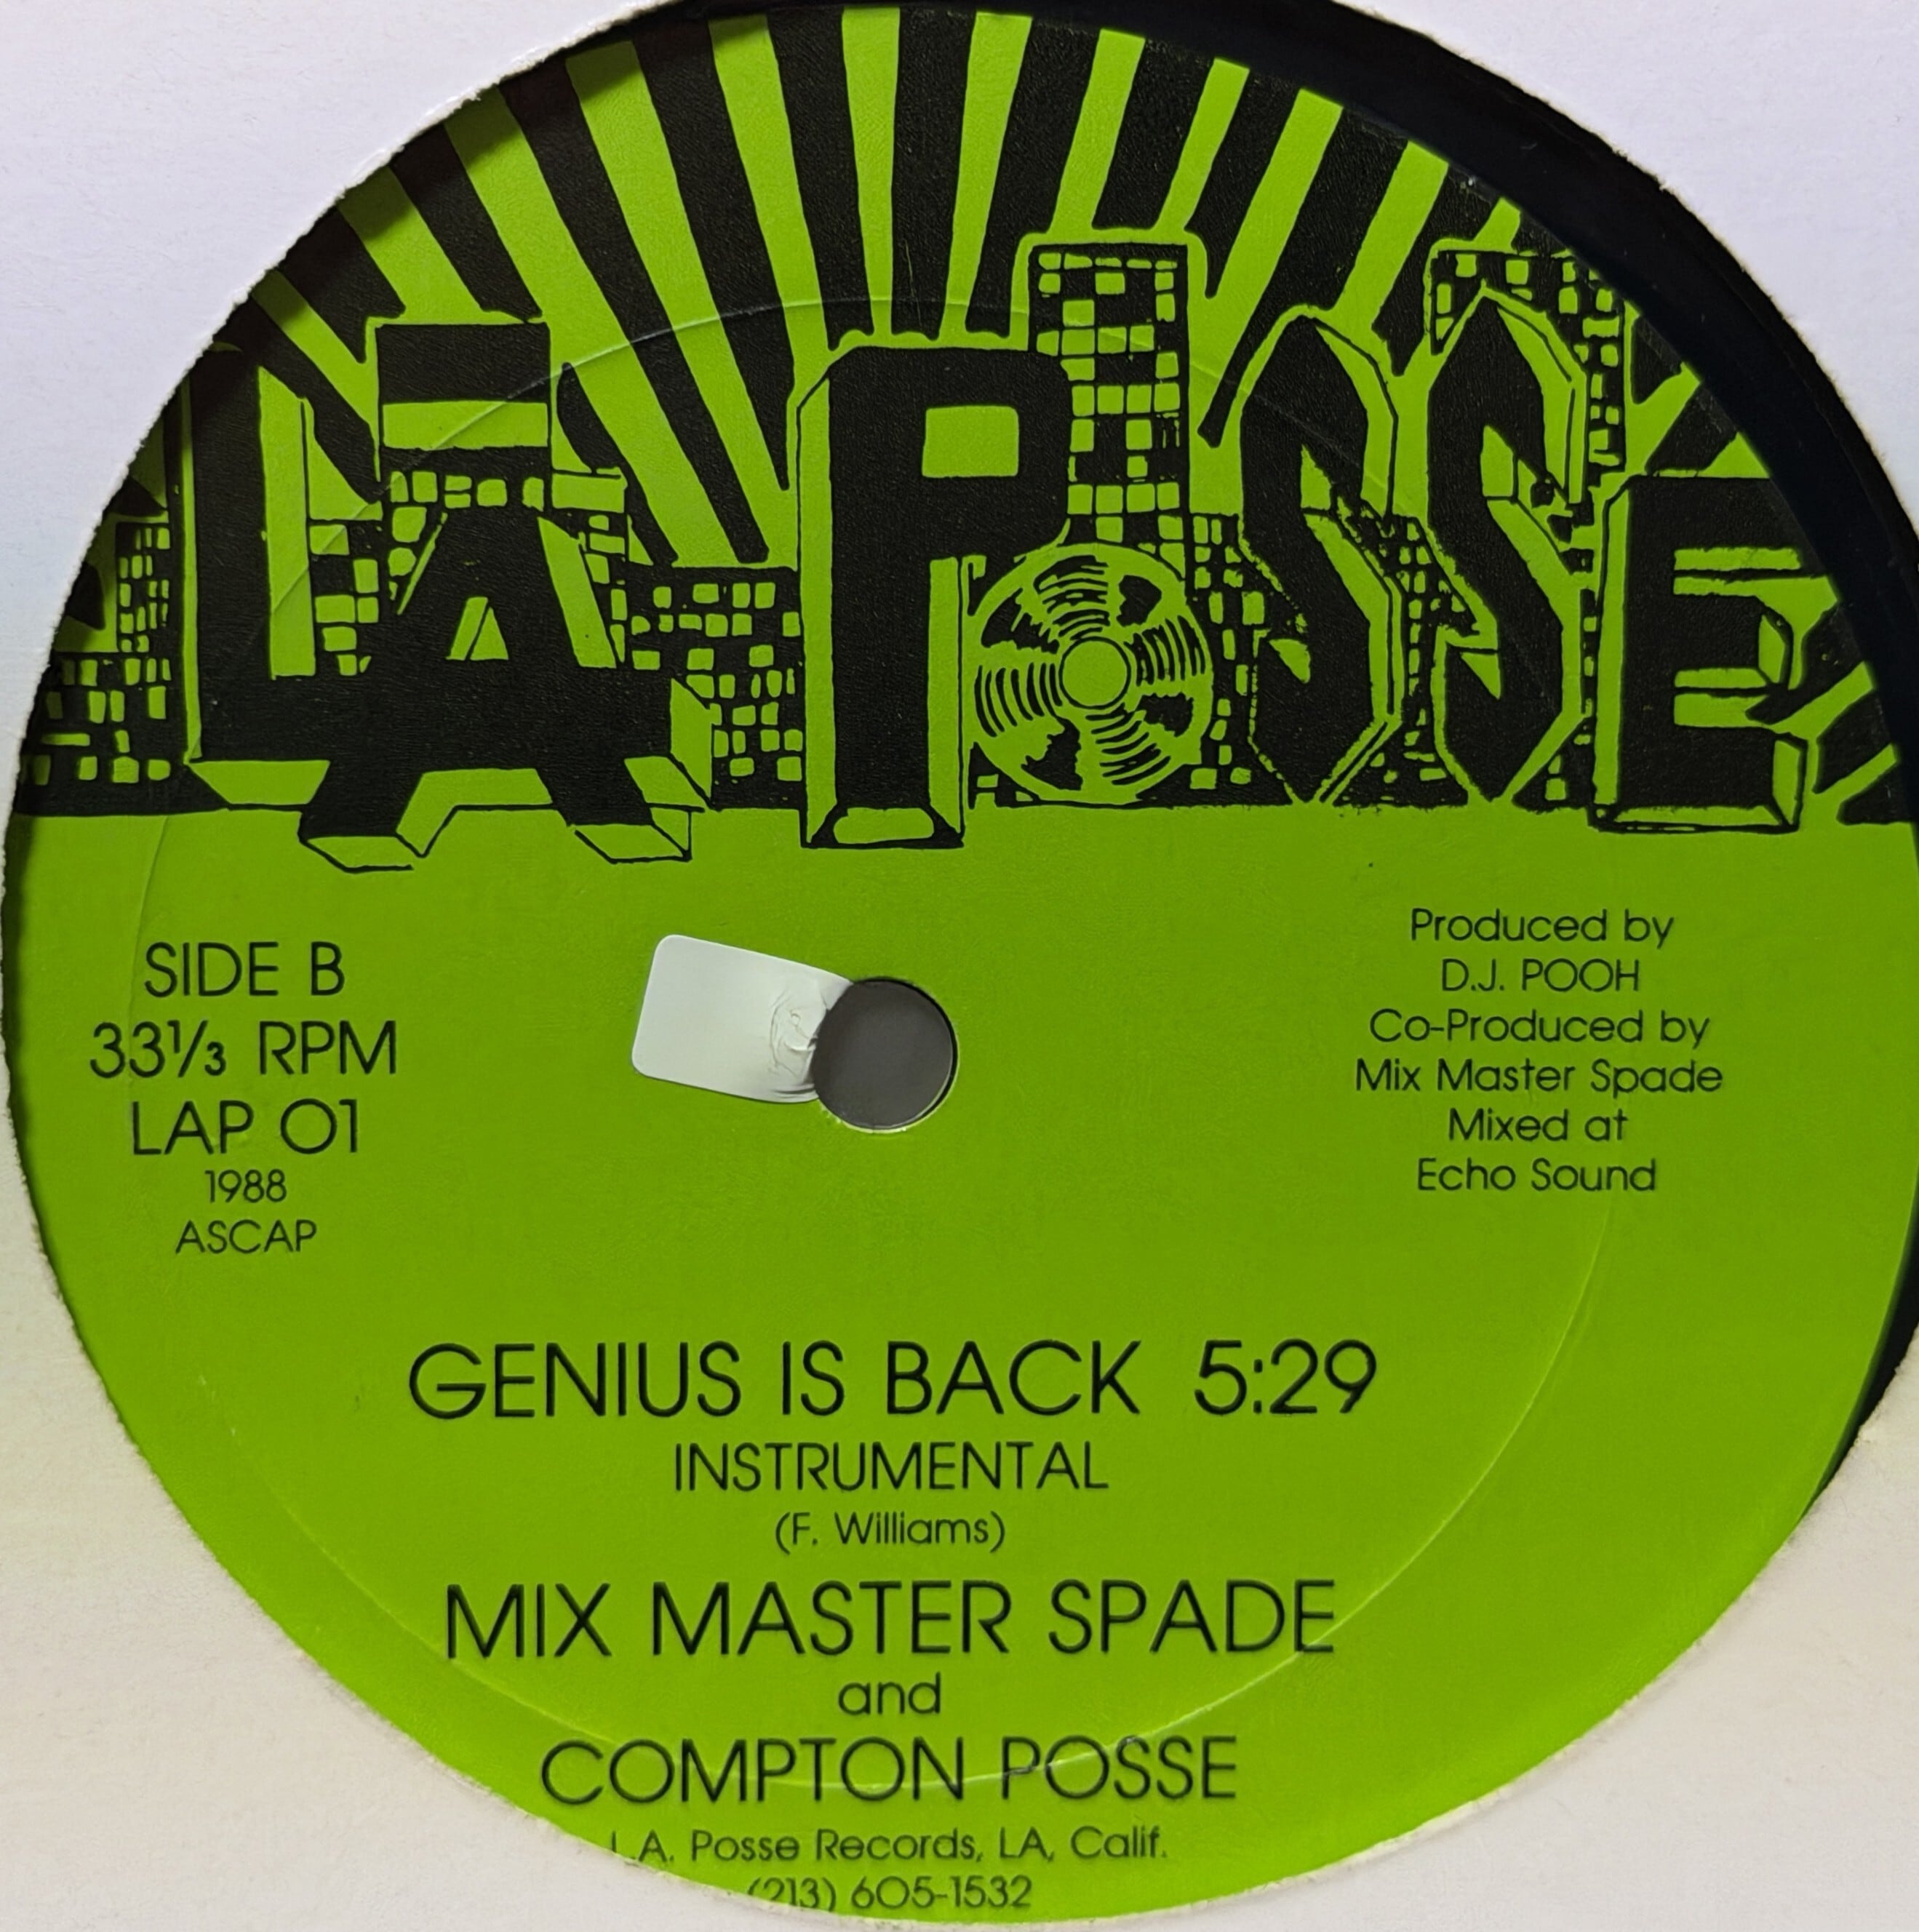 LA POSSE
SIDE B
33⅓ RPM
LAP 01
1988
ASCAP
Produced by
D.J. POOH
Co-Produced by
Mix Master Spade
Mixed at
Echo Sound
GENIUS IS BACK 5:29
INSTRUMENTAL
(F. Williams)
MIX MASTER SPADE
and
COMPTON POSSE
L.A. Posse Records, LA, Calif.
(213) 605-1532